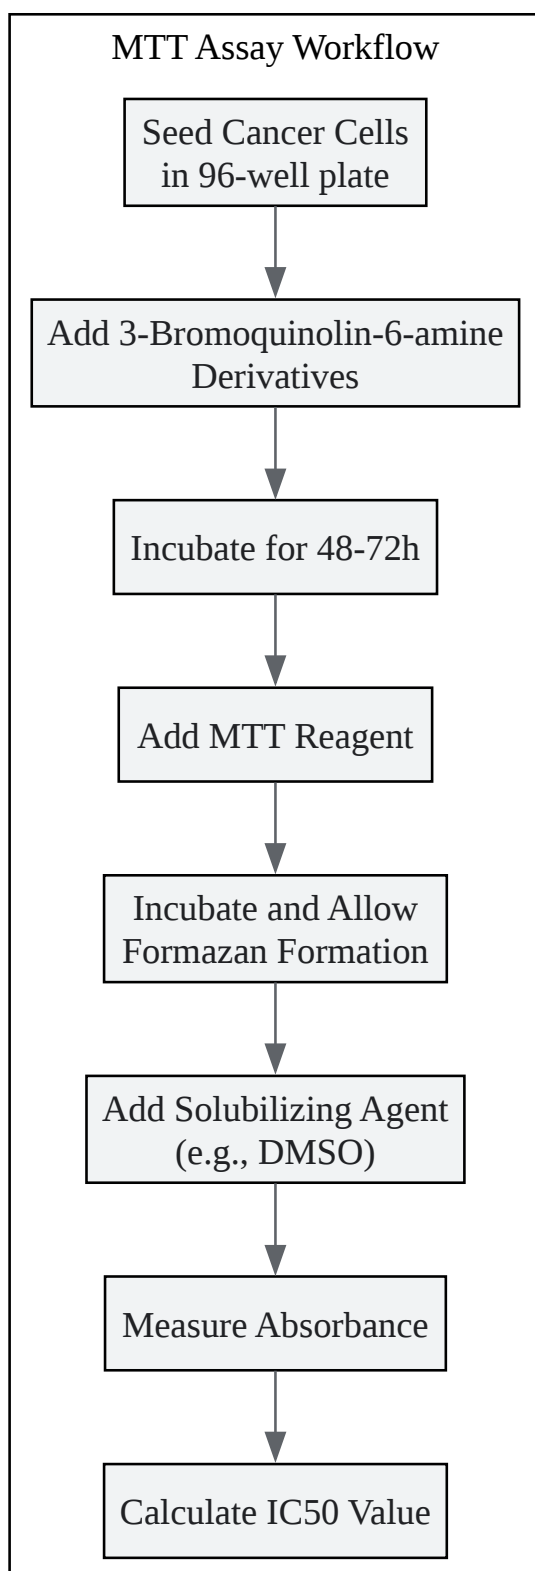 MTT Assay Workflow
Seed Cancer Cells
in 96-well plate
Add 3-Bromoquinolin-6-amine
Derivatives
Incubate for 48-72h
Add MTT Reagent
Incubate and Allow
Formazan Formation
Add Solubilizing Agent
(e.g., DMSO)
Measure Absorbance
Calculate IC50 Value